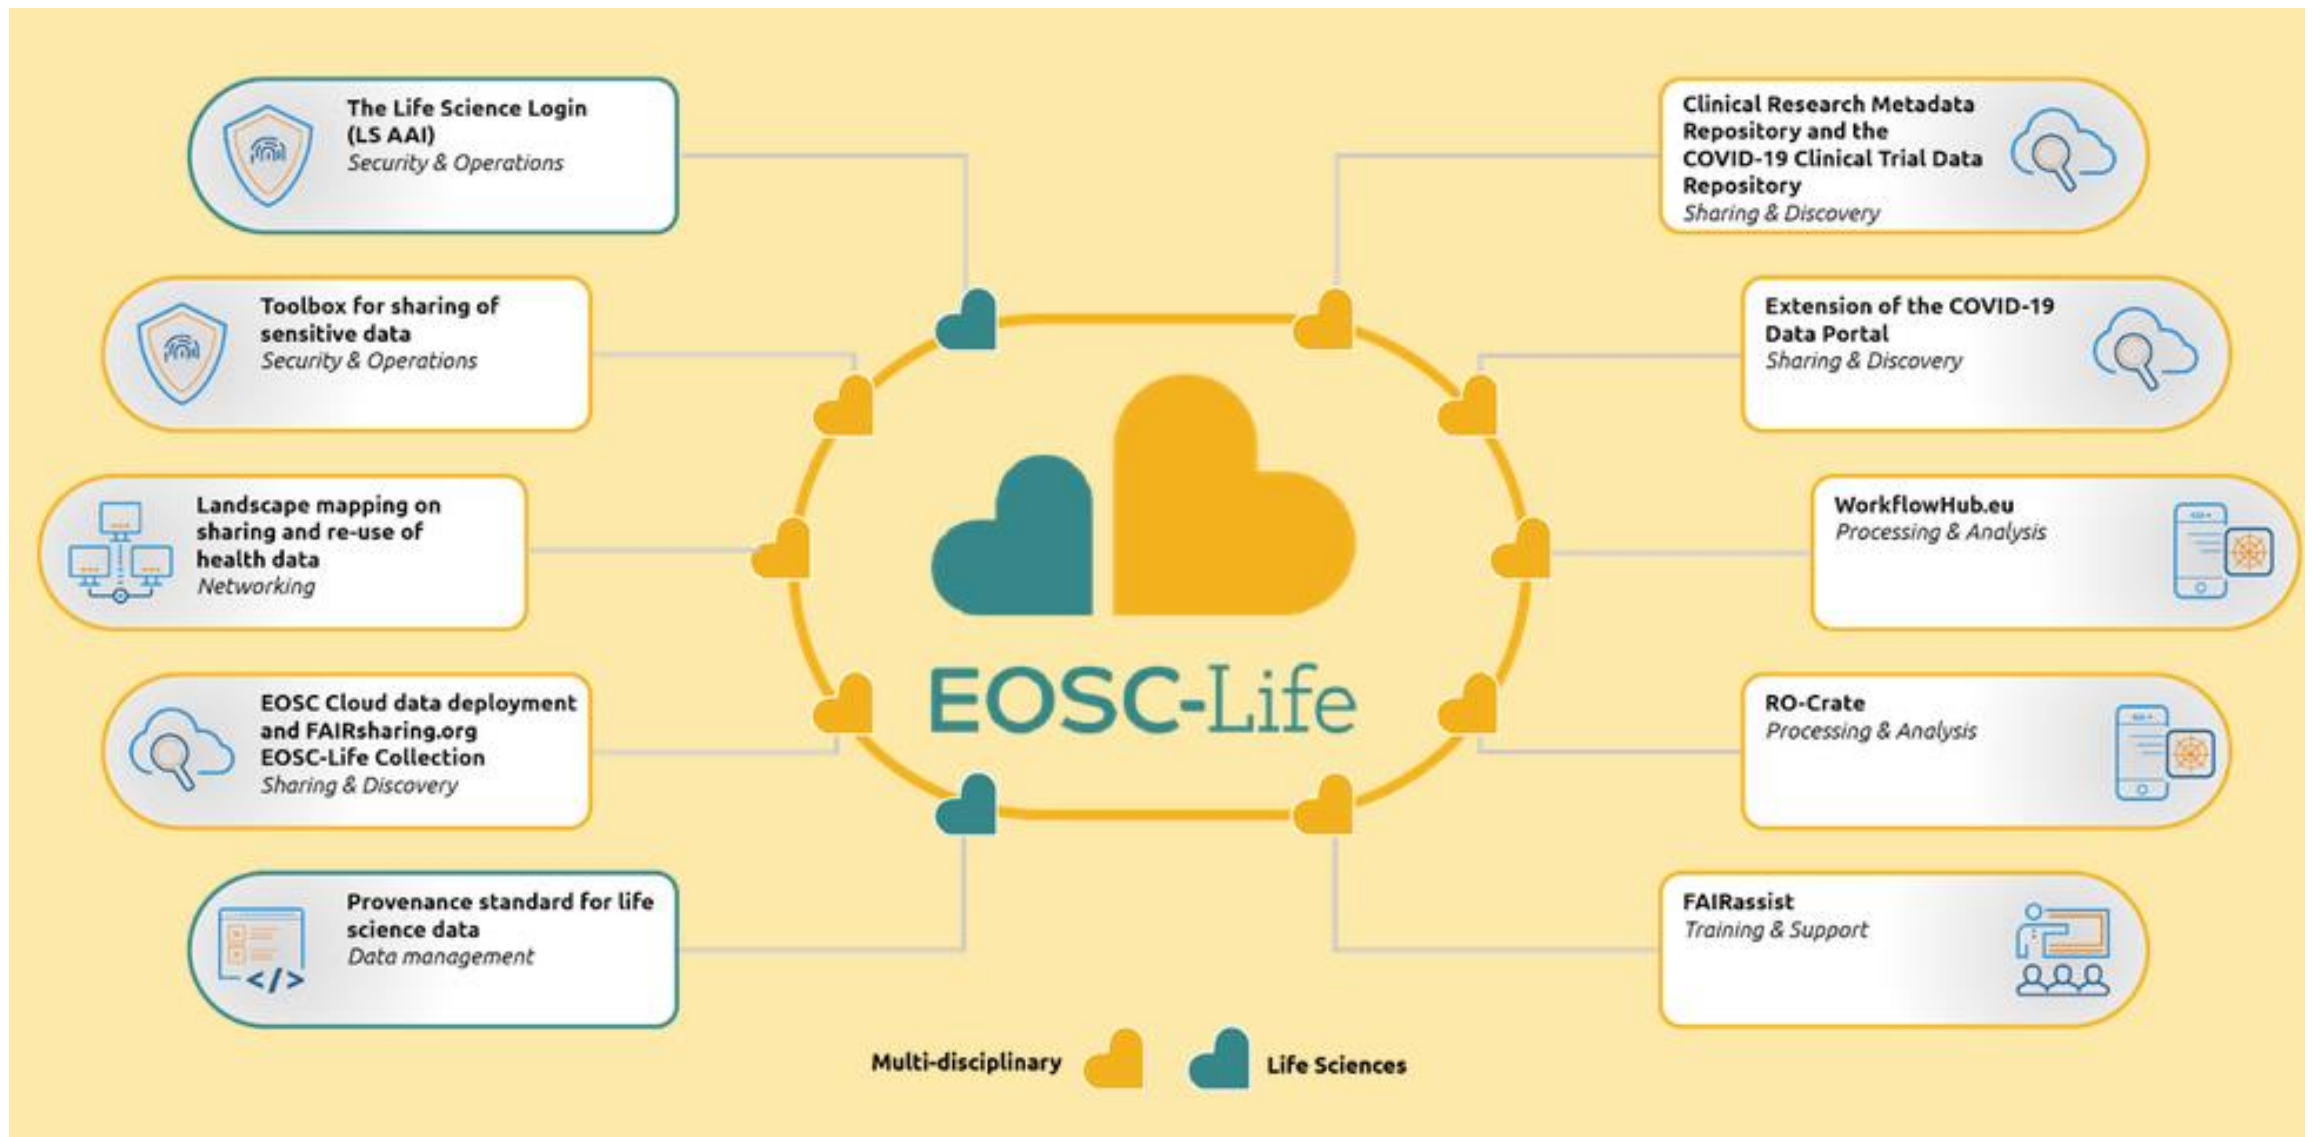 The Life Science Login
(LS AAI)
Security & Operations
Toolbox for sharing of
sensitive data
Security & Operations
Landscape mapping on
sharing and re-use of
health data
Networking
EOSC Cloud data deployment
and FAIRsharing.org
EOSC-Life Collection
Sharing & Discovery
Provenance standard for life
science data
Data management
</>
EOSC-Life
Clinical Research Metadata
Repository and the
COVID-19 Clinical Trial Data
Repository
Sharing & Discovery
Extension of the COVID-19
Data Portal
Sharing & Discovery
WorkflowHub.eu
Processing & Analysis
RO-Crate
Processing & Analysis
FAIRassist
Training & Support
Multi-disciplinary
Life Sciences